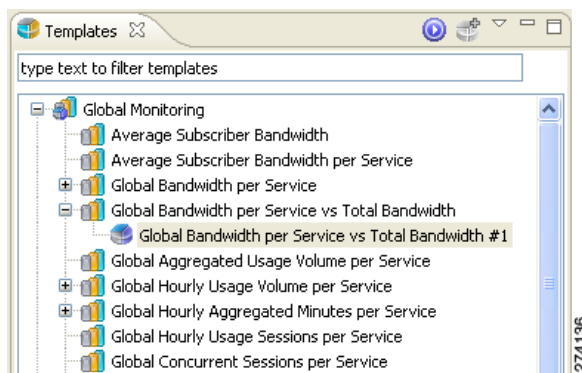 Templates
type text to filter templates
Global Monitoring
Average Subscriber Bandwidth
Average Subscriber Bandwidth per Service
Global Bandwidth per Service
Global Bandwidth per Service vs Total Bandwidth
Global Bandwidth per Service vs Total Bandwidth #1
Global Aggregated Usage Volume per Service
Global Hourly Usage Volume per Service
Global Hourly Aggregated Minutes per Service
Global Hourly Usage Sessions per Service
Global Concurrent Sessions per Service
274136